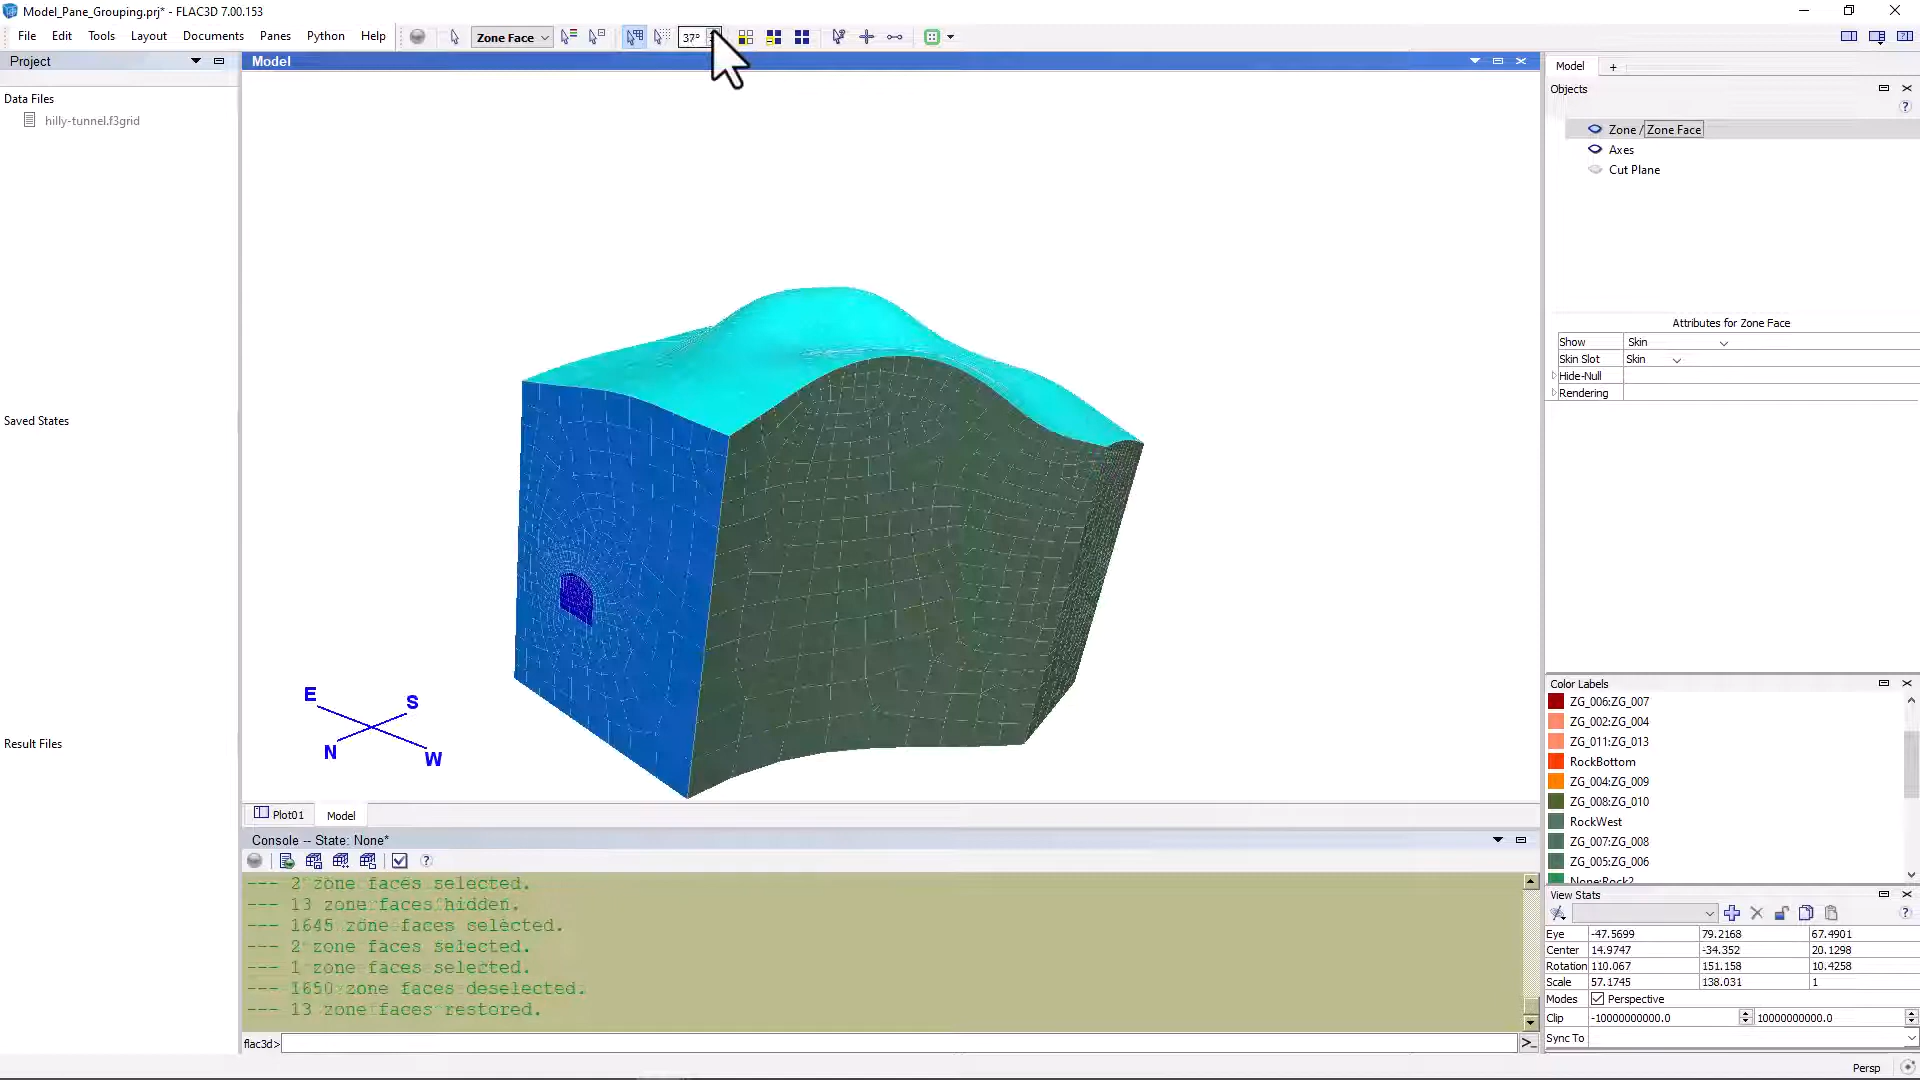 Model_Pane_Grouping.prj* - FLAC3D 7.00.153
File Edit Tools Layout Documents Panes Python Help
Zone Face
37°
Project
Model
Data Files
hilly-tunnel.f3grid
Saved States
Result Files
E
S
N
W
Plot01
Model
Console -- State: None*
--- 2 zone faces selected.
--- 13 zone faces hidden.
--- 1645 zone faces selected.
--- 2 zone faces selected.
--- 1 zone faces selected.
--- 1650 zone faces deselected.
--- 13 zone faces restored.
flac3d>
Model
Objects
Zone / Zone Face
Axes
Cut Plane
Attributes for Zone Face
Show Skin
Skin Slot Skin
Hide-Null
Rendering
Color Labels
ZG_006:ZG_007
ZG_002:ZG_004
ZG_011:ZG_013
RockBottom
ZG_004:ZG_009
ZG_008:ZG_010
RockWest
ZG_007:ZG_008
ZG_005:ZG_006
None:Rock2
View Stats
Eye -47.5699 79.2168 67.4901
Center 14.9747 -34.352 20.1298
Rotation 110.067 151.158 10.4258
Scale 57.1745 138.031 1
Modes Perspective
Clip -10000000000.0 10000000000.0
Sync To
Persp